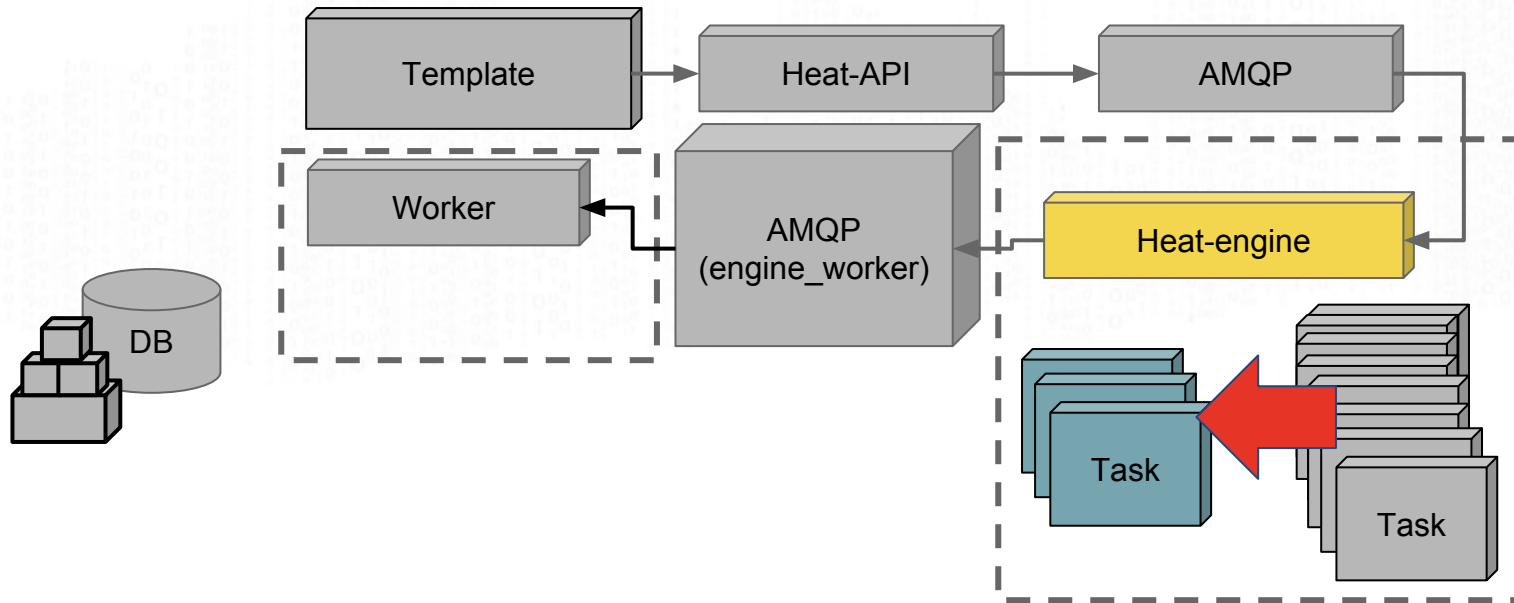 Template
Heat-API
AMQP
Worker
AMQP
(engine_worker)
Heat-engine
DB
Task
Task